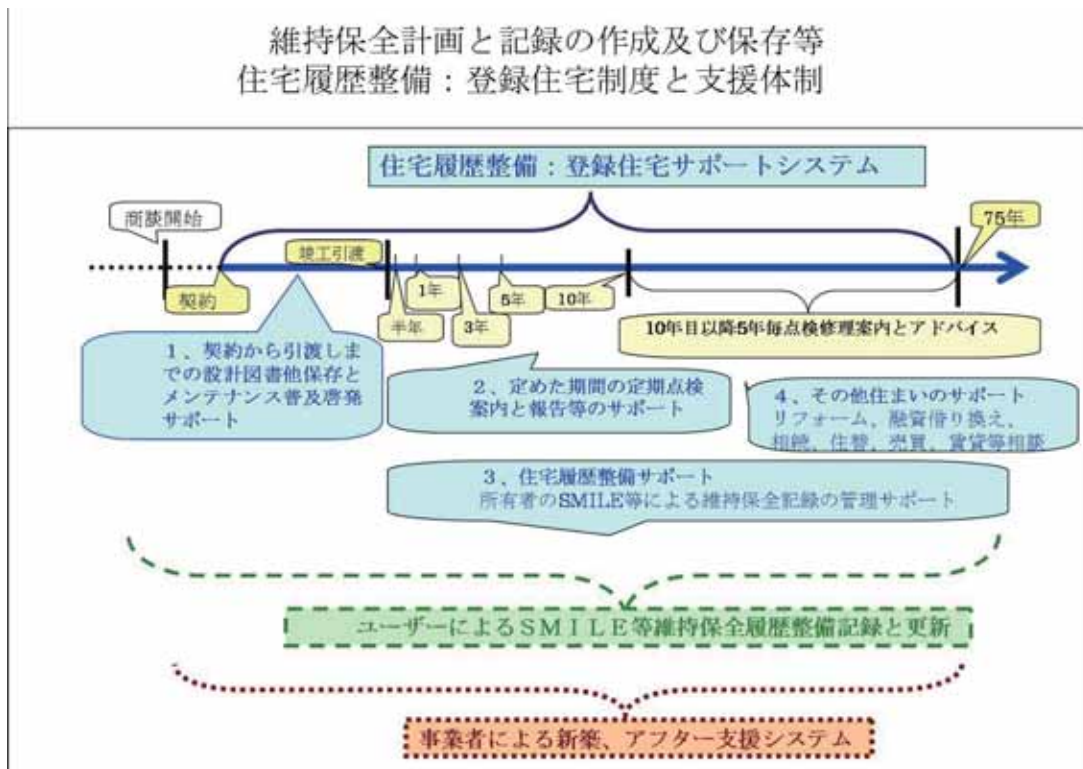 維持保全計画と記録の作成及び保存等
住宅履歴整備：登録住宅制度と支援体制
住宅履歴整備：登録住宅サポートシステム
商談開始
75年
竣工引渡
契約
半年
1年
3年
5年
10年
10年目以降5年毎点検修理案内とアドバイス
1、契約から引渡しま
での設計図書他保存と
メンテナンス普及啓発
サポート
2、定めた期間の定期点検
案内と報告等のサポート
4、その他住まいのサポート
リフォーム、融資借り換え、
相続、住替、売買、賃貸等相談
3、住宅履歴整備サポート
所有者のSMILE等による維持保全記録の管理サポート
ユーザーによるSMILE等維持保全履歴整備記録と更新
事業者による新築、アフター支援システム